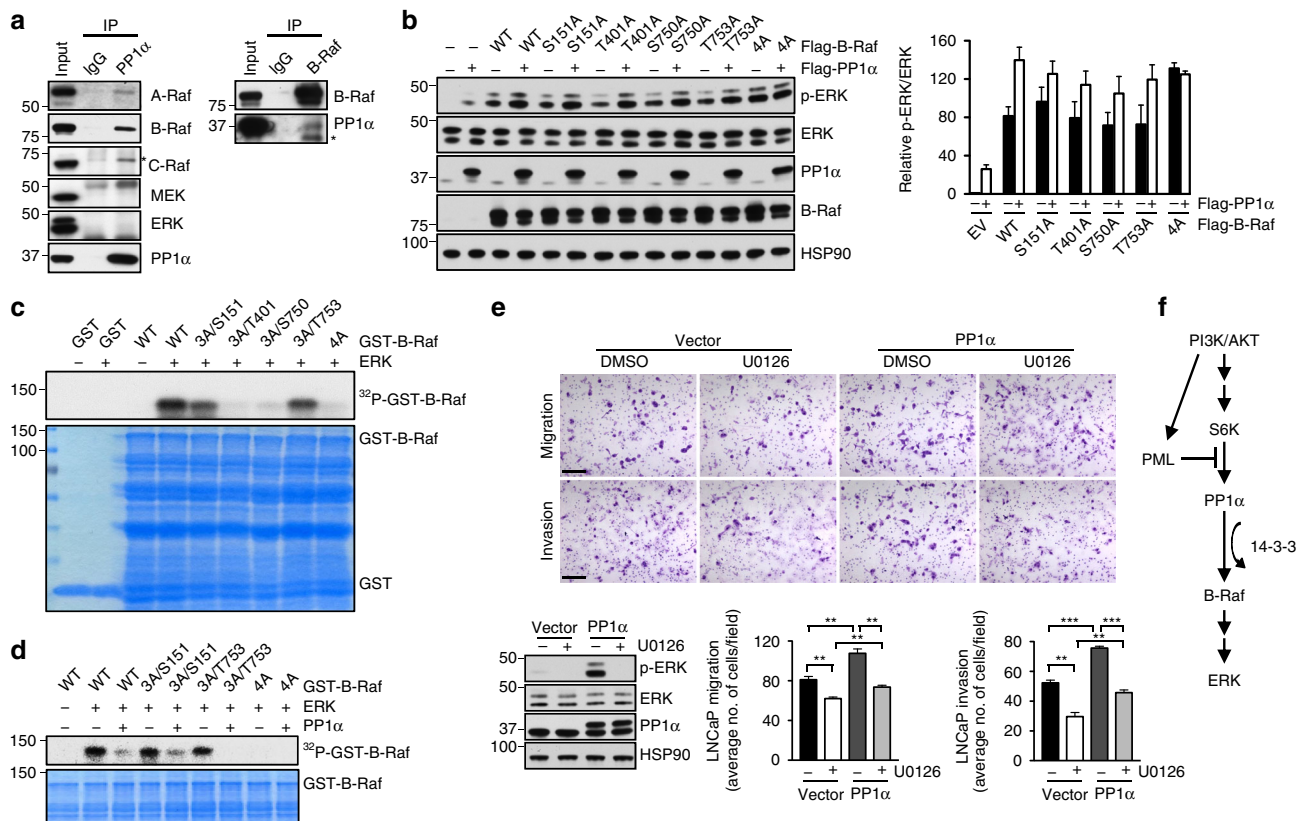 a
IP
Input
IgG
PP1α
50
A-Raf
75
B-Raf
75
*
C-Raf
50
MEK
50
ERK
37
PP1α
IP
Input
IgG
B-Raf
75
B-Raf
37
PP1α
*
b
– – WT WT S151A S151A T401A T401A S750A S750A T753A T753A 4A 4A Flag-B-Raf
– + – + – + – + – + – + – + Flag-PP1α
50
p-ERK
50
ERK
37
PP1α
75
B-Raf
100
HSP90
Relative p-ERK/ERK
160
120
80
40
0
– + – + – + – + – + – + – + Flag-PP1α
EV WT S151A T401A S750A T753A 4A Flag-B-Raf
c
GST GST WT WT 3A/S151 3A/T401 3A/S750 3A/T753 4A GST-B-Raf
– + – + + + + + + ERK
150
32P-GST-B-Raf
150
GST-B-Raf
100
GST
d
WT WT WT 3A/S151 3A/S151 3A/T753 3A/T753 4A 4A GST-B-Raf
– + + + + + + + + ERK
– – + – + – + – + PP1α
150
32P-GST-B-Raf
150
GST-B-Raf
e
Vector PP1α
DMSO U0126 DMSO U0126
Migration
Invasion
Vector PP1α
– + – + U0126
50
p-ERK
50
ERK
37
PP1α
100
HSP90
LNCaP migration
(average no. of cells/field)
120
80
40
0
** **
**
**
– + – + U0126
Vector PP1α
LNCaP invasion
(average no. of cells/field)
80
60
40
20
0
*** ***
**
**
– + – + U0126
Vector PP1α
f
PI3K/AKT
S6K
PML
PP1α
14-3-3
B-Raf
ERK